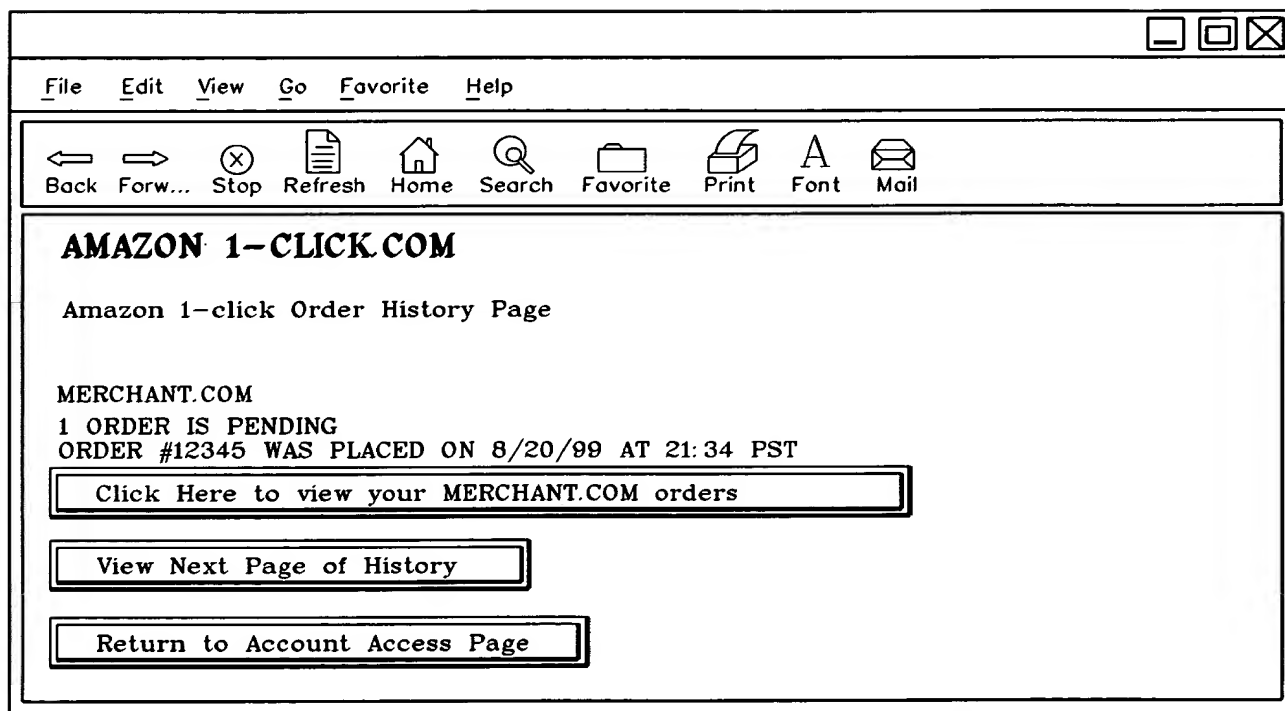 File Edit View Go Favorite Help
Back Forw... Stop Refresh Home Search Favorite Print Font Mail
AMAZON 1-CLICK.COM
Amazon 1-click Order History Page
MERCHANT.COM
1 ORDER IS PENDING
ORDER #12345 WAS PLACED ON 8/20/99 AT 21:34 PST
Click Here to view your MERCHANT.COM orders
View Next Page of History
Return to Account Access Page